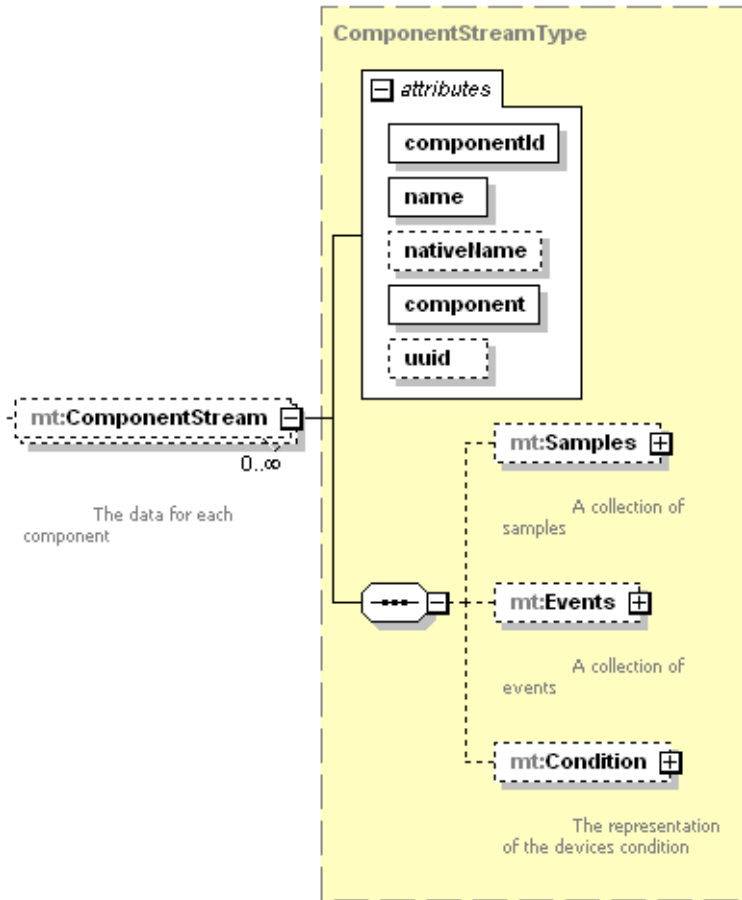 ComponentStreamType
attributes
componentId
name
nativeName
component
uuid
mt:ComponentStream
0..∞
The data for each
component
mt:Samples
A collection of
samples
mt:Events
A collection of
events
mt:Condition
The representation
of the devices condition